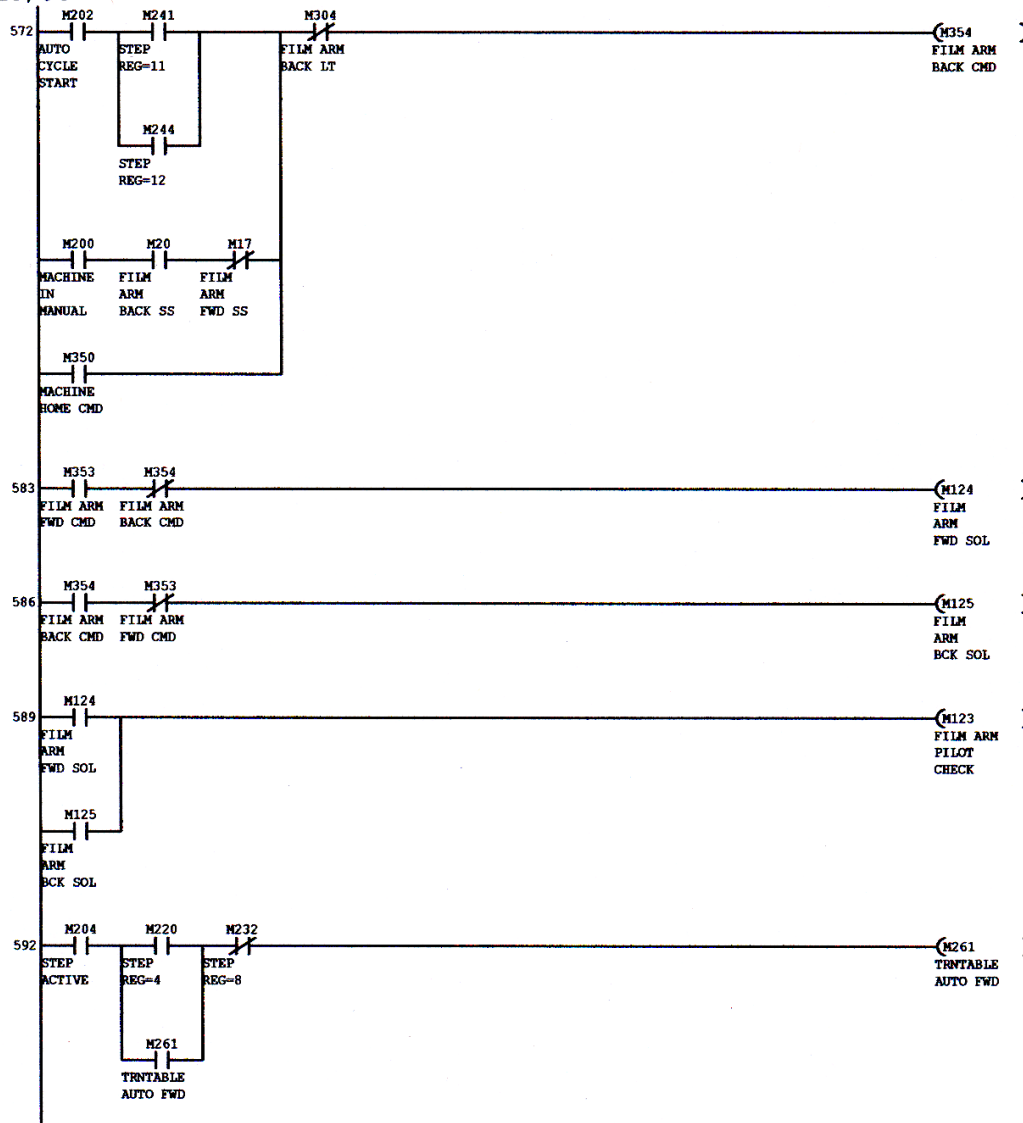 M202 M241 M304
572 (M354
AUTO STEP FILM ARM FILM ARM
CYCLE REG=11 BACK LT BACK CMD
START
M244
STEP
REG=12
M200 M20 M17
MACHINE FILM FILM
IN ARM ARM
MANUAL BACK SS FWD SS
M350
MACHINE
HOME CMD
M353 M354
583 (M124
FILM ARM FILM ARM FILM
FWD CMD BACK CMD ARM
FWD SOL
M354 M353
586 (M125
FILM ARM FILM ARM FILM
BACK CMD FWD CMD ARM
BCK SOL
M124
589 (M123
FILM FILM ARM
ARM PILOT
FWD SOL CHECK
M125
FILM
ARM
BCK SOL
M204 M220 M232
592 (M261
STEP STEP STEP TRNTABLE
ACTIVE REG=4 REG=8 AUTO FWD
M261
TRNTABLE
AUTO FWD